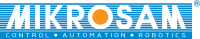 MIKROSAM®
CONTROL • AUTOMATION • ROBOTICS